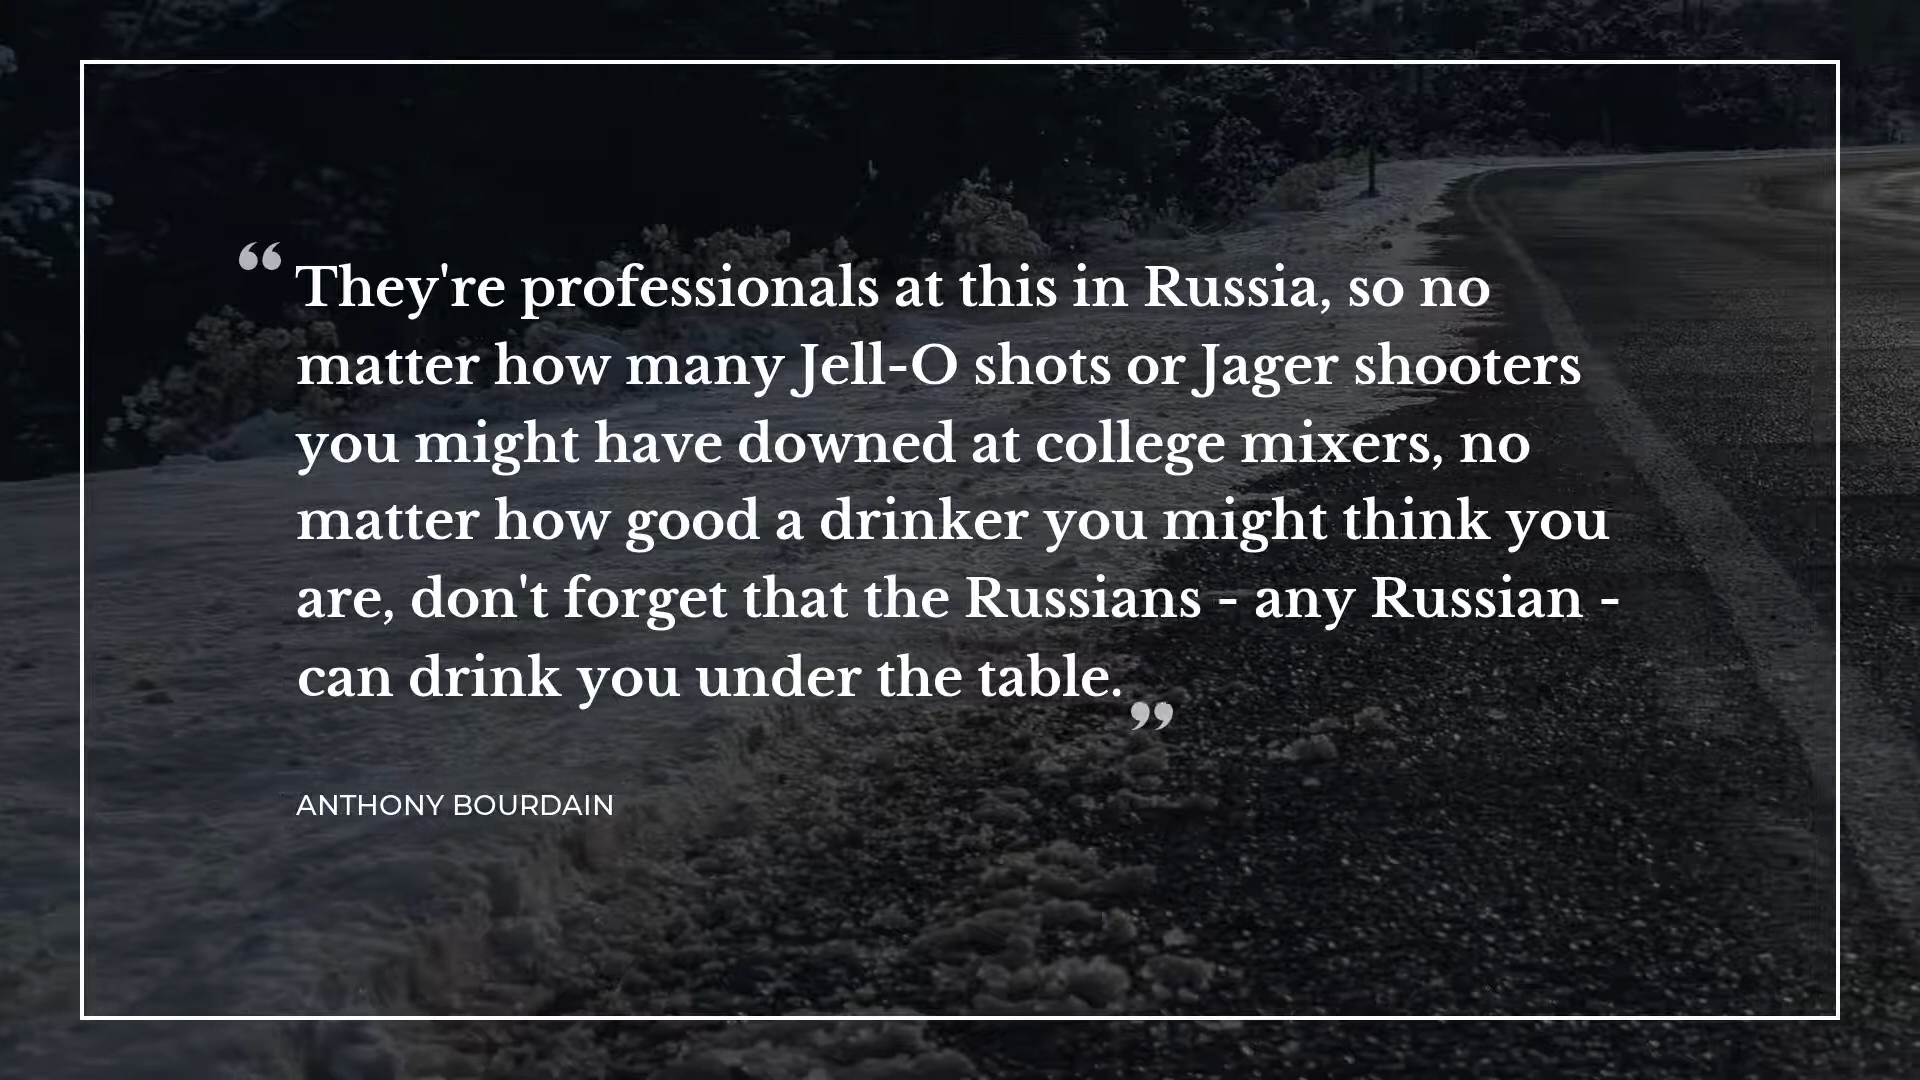 “They're professionals at this in Russia, so no
matter how many Jell-O shots or Jager shooters
you might have downed at college mixers, no
matter how good a drinker you might think you
are, don't forget that the Russians - any Russian -
can drink you under the table.”
ANTHONY BOURDAIN